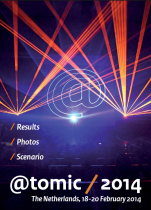 @
/ Results
/ Photos
/ Scenario
@tomic / 2014
The Netherlands, 18-20 February 2014